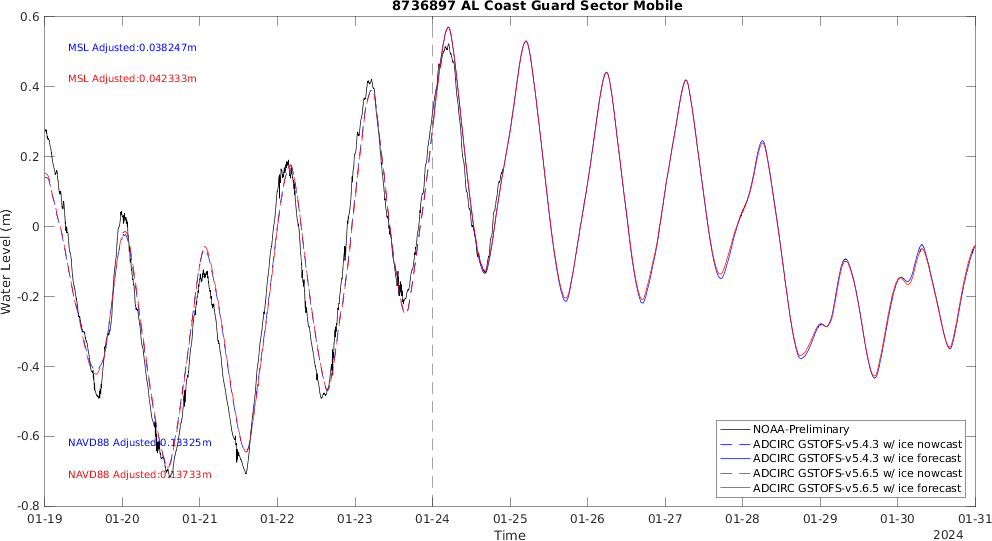 8736897 AL Coast Guard Sector Mobile
0.6
0.4
0.2
0
-0.2
-0.4
-0.6
-0.8
Water Level (m)
MSL Adjusted:0.038247m
MSL Adjusted:0.042333m
NAVD88 Adjusted:0.13325m
NAVD88 Adjusted:0.13733m
NOAA-Preliminary
ADCIRC GSTOFS-v5.4.3 w/ ice nowcast
ADCIRC GSTOFS-v5.4.3 w/ ice forecast
ADCIRC GSTOFS-v5.6.5 w/ ice nowcast
ADCIRC GSTOFS-v5.6.5 w/ ice forecast
01-19 01-20 01-21 01-22 01-23 01-24 01-25 01-26 01-27 01-28 01-29 01-30 01-31
Time
2024